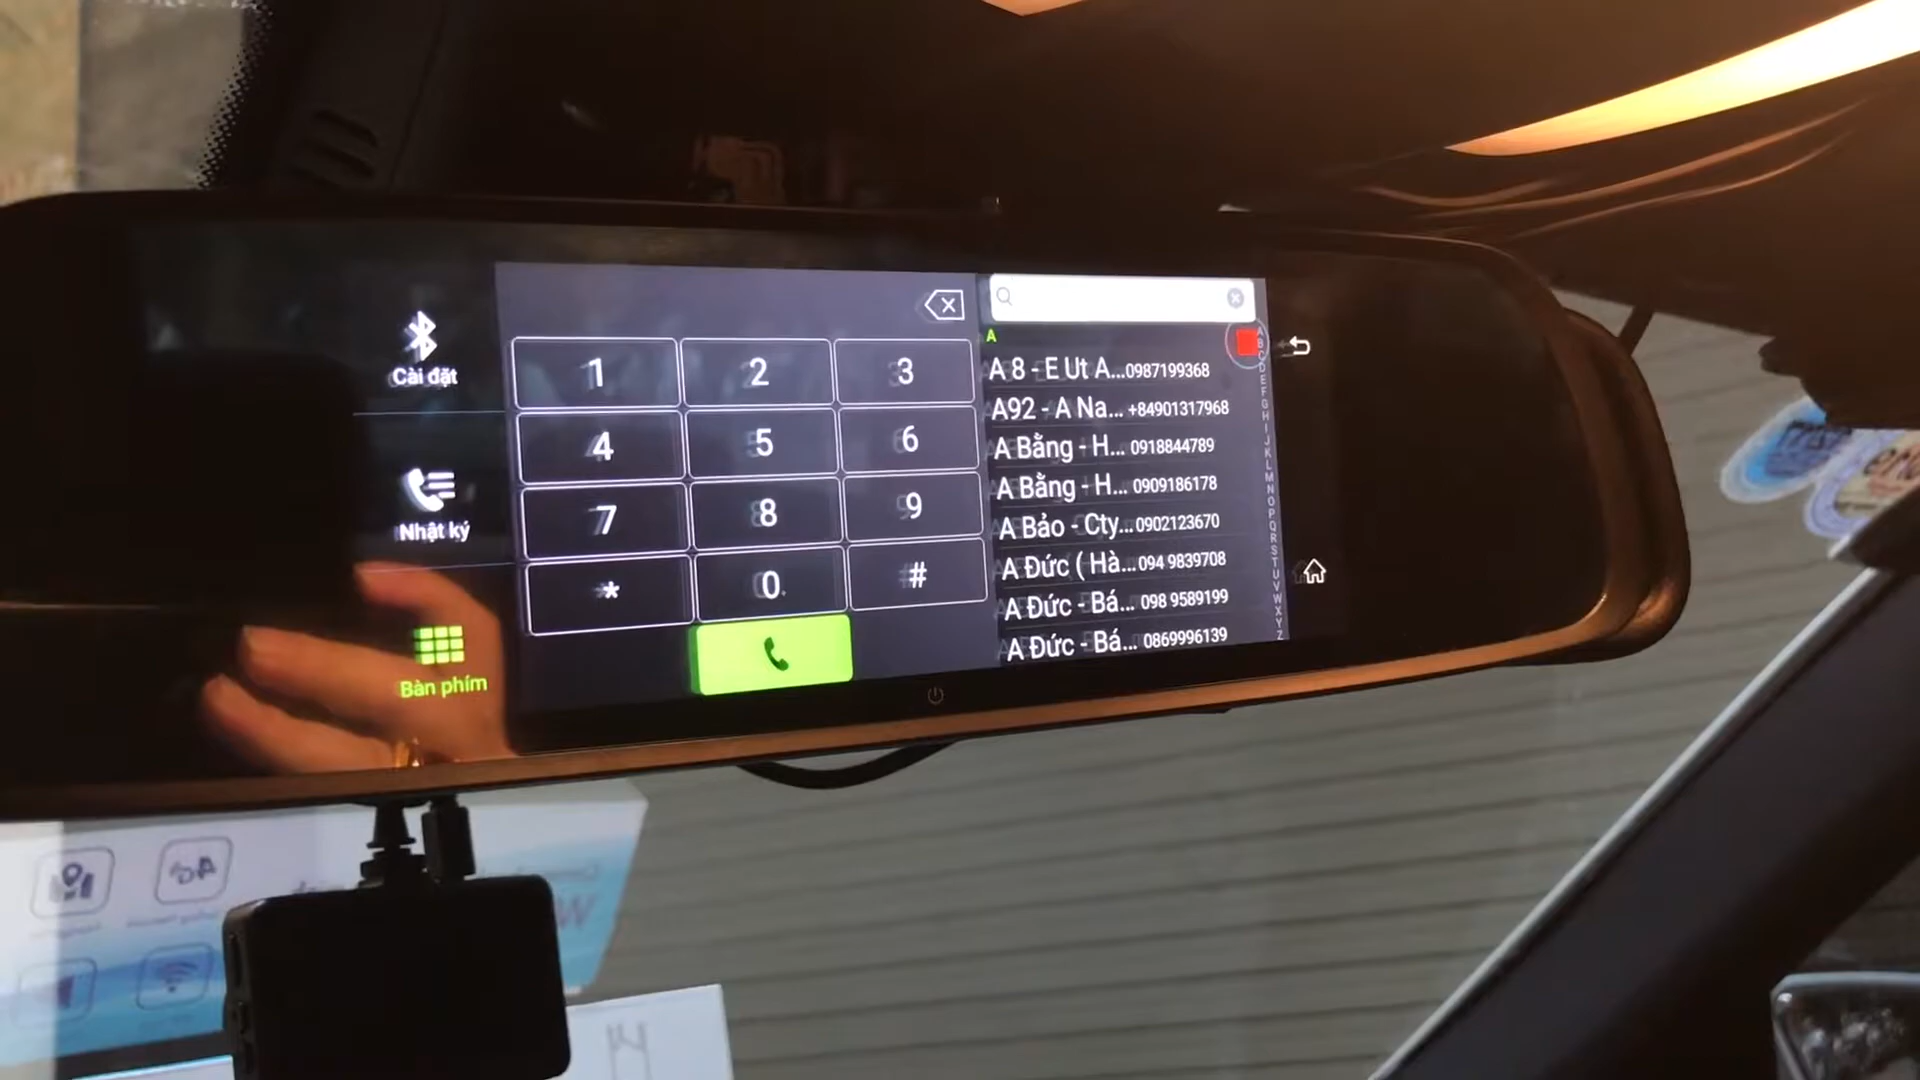 Cài đặt
Nhật ký
Bàn phím
1
2
3
4
5
6
7
8
9
*
0
#
A
A 8 - E Ut A...0987199368
A92 - A Na... +84901317968
A Bằng - H... 0918844789
A Bằng - H... 0909186178
A Bảo - Cty...0902123670
A Đức ( Hà...094 9839708
A Đức - Bá... 098 9589199
A Đức - Bá... 0869996139
A
B
C
D
E
F
G
H
I
J
K
L
M
N
O
P
Q
R
S
T
U
V
W
X
Y
Z